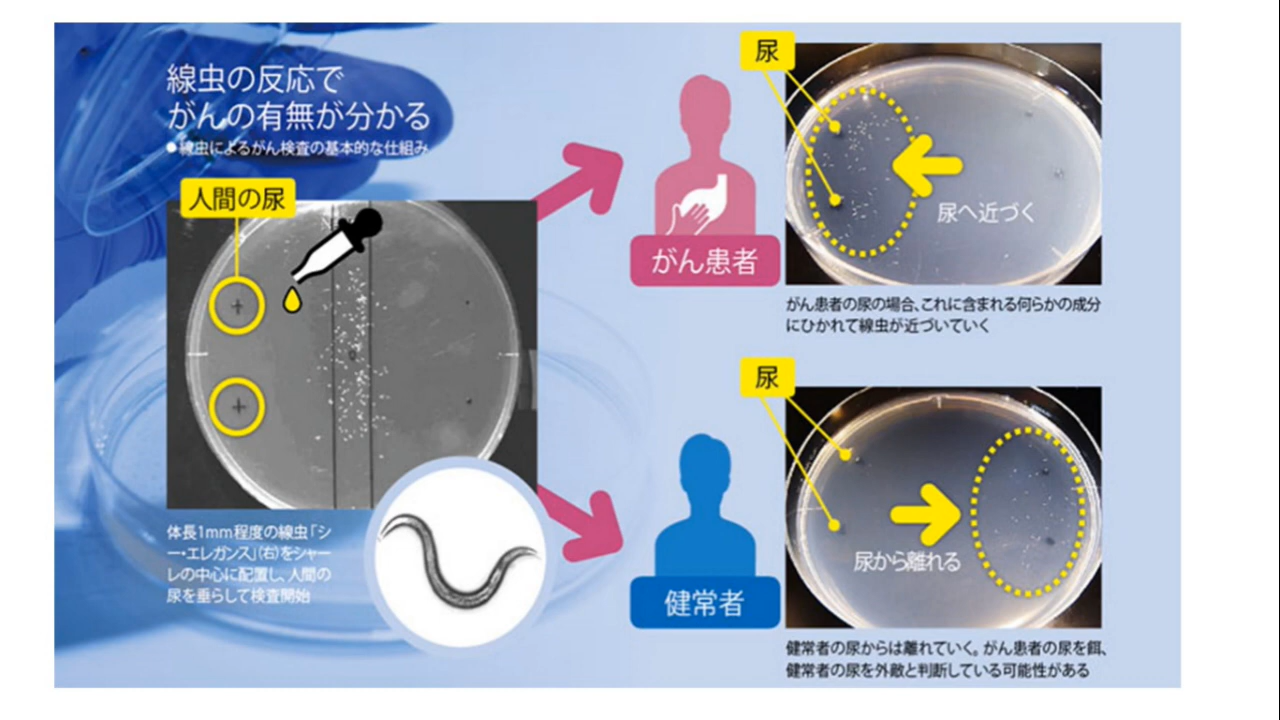 線虫の反応で
がんの有無が分かる
●線虫によるがん検査の基本的な仕組み
人間の尿
体長1mm程度の線虫「シ
ー・エレガンス」(右)をシャー
レの中心に配置し、人間の
尿を垂らして検査開始
がん患者
尿
尿へ近づく
がん患者の尿の場合、これに含まれる何らかの成分
にひかれて線虫が近づいていく
健常者
尿
尿から離れる
健常者の尿からは離れていく。がん患者の尿を餌、
健常者の尿を外敵と判断している可能性がある